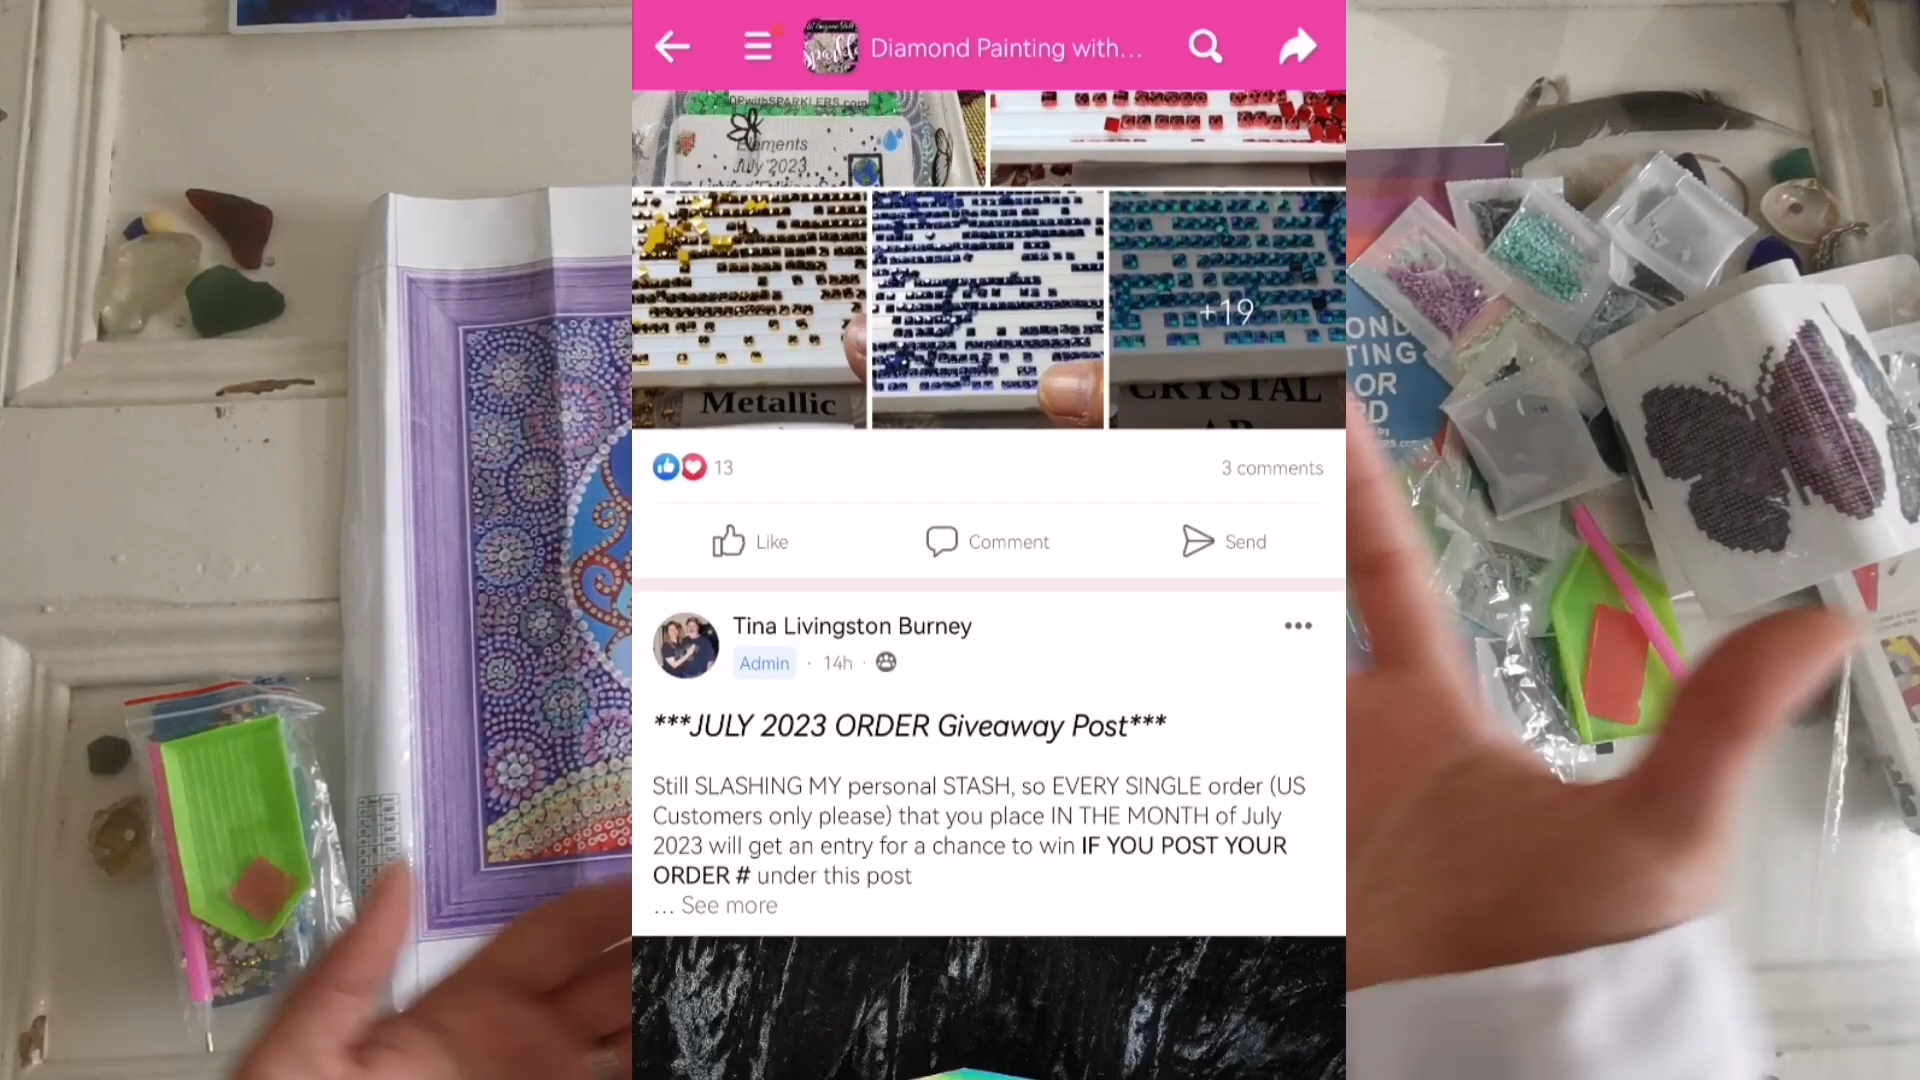 Diamond Painting with...
DPwithSPARKLERS.com
Elements
July 2023
+19
Metallic
CRYSTAL
13
3 comments
Like
Comment
Send
Tina Livingston Burney
Admin · 14h ·
***JULY 2023 ORDER Giveaway Post***
Still SLASHING MY personal STASH, so EVERY SINGLE order (US
Customers only please) that you place IN THE MONTH of July
2023 will get an entry for a chance to win IF YOU POST YOUR
ORDER # under this post
... See more